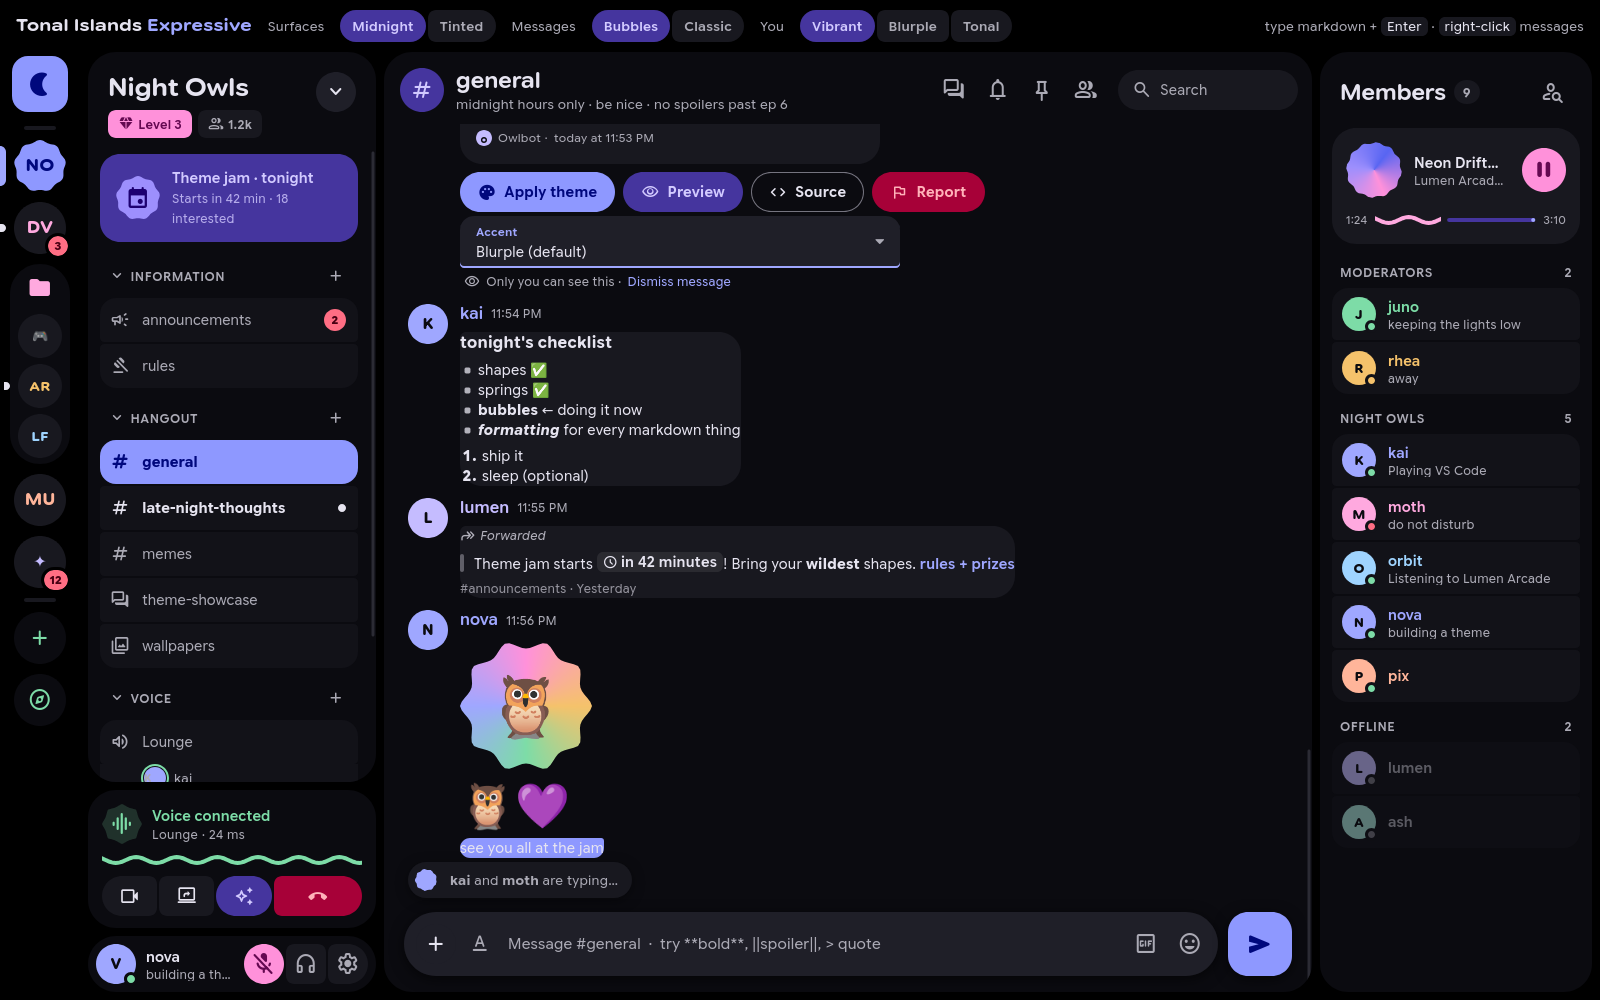 Tonal Islands Expressive
Surfaces
Midnight
Tinted
Messages
Bubbles
Classic
You
Vibrant
Blurple
Tonal
type markdown + Enter · right-click messages
NO
DV
3
AR
LF
MU
12
Night Owls
Level 3
1.2k
Theme jam · tonight
Starts in 42 min · 18
interested
INFORMATION
announcements
2
rules
HANGOUT
general
late-night-thoughts
memes
theme-showcase
wallpapers
VOICE
Lounge
kai
Voice connected
Lounge · 24 ms
V
nova
building a th...
general
midnight hours only · be nice · no spoilers past ep 6
Search
Owlbot · today at 11:53 PM
Apply theme
Preview
Source
Report
Accent
Blurple (default)
Only you can see this · Dismiss message
K
kai 11:54 PM
tonight's checklist
shapes ✅
springs ✅
bubbles ← doing it now
formatting for every markdown thing
1. ship it
2. sleep (optional)
L
lumen 11:55 PM
Forwarded
Theme jam starts in 42 minutes! Bring your wildest shapes. rules + prizes
#announcements · Yesterday
N
nova 11:56 PM
see you all at the jam
kai and moth are typing...
Message #general · try **bold**, ||spoiler||, > quote
GIF
Members 9
Neon Drift...
Lumen Arcad...
1:24
3:10
MODERATORS 2
J
juno
keeping the lights low
R
rhea
away
NIGHT OWLS 5
K
kai
Playing VS Code
M
moth
do not disturb
O
orbit
Listening to Lumen Arcade
N
nova
building a theme
P
pix
OFFLINE 2
L
lumen
A
ash